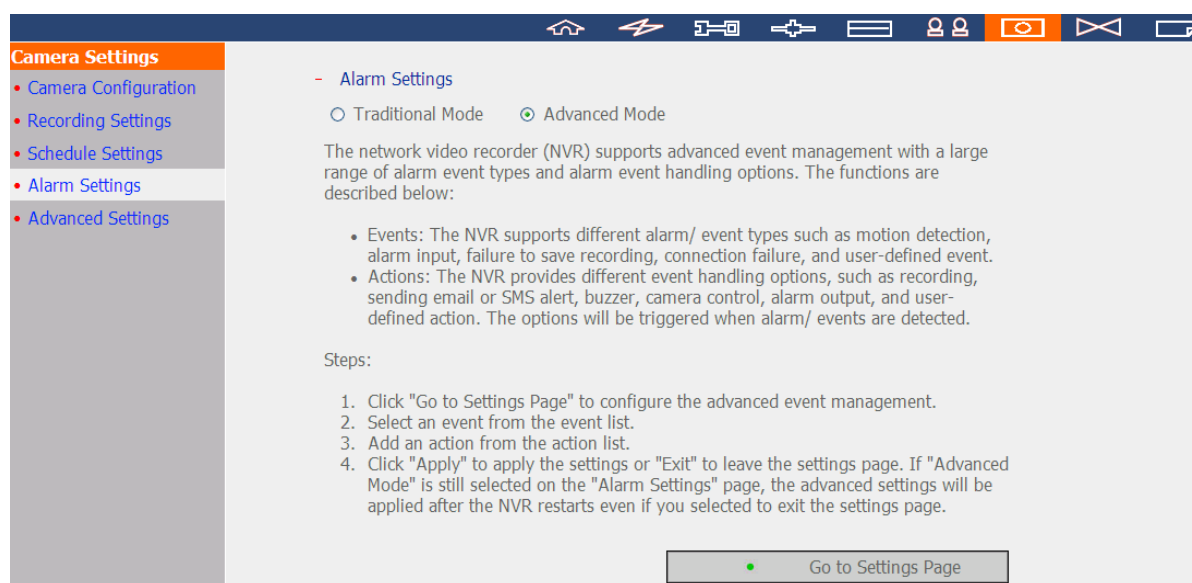 Camera Settings
• Camera Configuration
• Recording Settings
• Schedule Settings
• Alarm Settings
• Advanced Settings
– Alarm Settings
Traditional Mode Advanced Mode
The network video recorder (NVR) supports advanced event management with a large
range of alarm event types and alarm event handling options. The functions are
described below:
• Events: The NVR supports different alarm/ event types such as motion detection,
alarm input, failure to save recording, connection failure, and user-defined event.
• Actions: The NVR provides different event handling options, such as recording,
sending email or SMS alert, buzzer, camera control, alarm output, and user-
defined action. The options will be triggered when alarm/ events are detected.
Steps:
1. Click "Go to Settings Page" to configure the advanced event management.
2. Select an event from the event list.
3. Add an action from the action list.
4. Click "Apply" to apply the settings or "Exit" to leave the settings page. If "Advanced
Mode" is still selected on the "Alarm Settings" page, the advanced settings will be
applied after the NVR restarts even if you selected to exit the settings page.
• Go to Settings Page